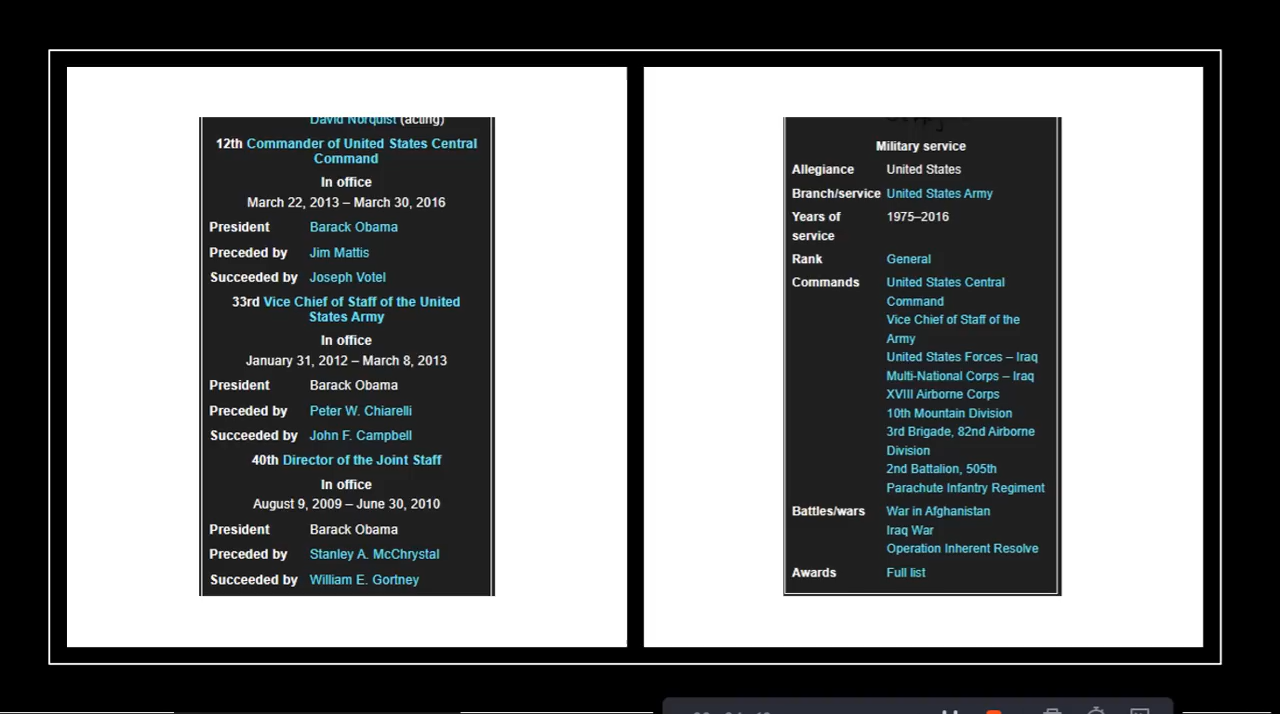 David Norquist (acting)
12th Commander of United States Central
Command
In office
March 22, 2013 – March 30, 2016
President Barack Obama
Preceded by Jim Mattis
Succeeded by Joseph Votel
33rd Vice Chief of Staff of the United
States Army
In office
January 31, 2012 – March 8, 2013
President Barack Obama
Preceded by Peter W. Chiarelli
Succeeded by John F. Campbell
40th Director of the Joint Staff
In office
August 9, 2009 – June 30, 2010
President Barack Obama
Preceded by Stanley A. McChrystal
Succeeded by William E. Gortney
Military service
Allegiance United States
Branch/service United States Army
Years of 1975–2016
service
Rank General
Commands United States Central
Command
Vice Chief of Staff of the
Army
United States Forces – Iraq
Multi-National Corps – Iraq
XVIII Airborne Corps
10th Mountain Division
3rd Brigade, 82nd Airborne
Division
2nd Battalion, 505th
Parachute Infantry Regiment
Battles/wars War in Afghanistan
Iraq War
Operation Inherent Resolve
Awards Full list